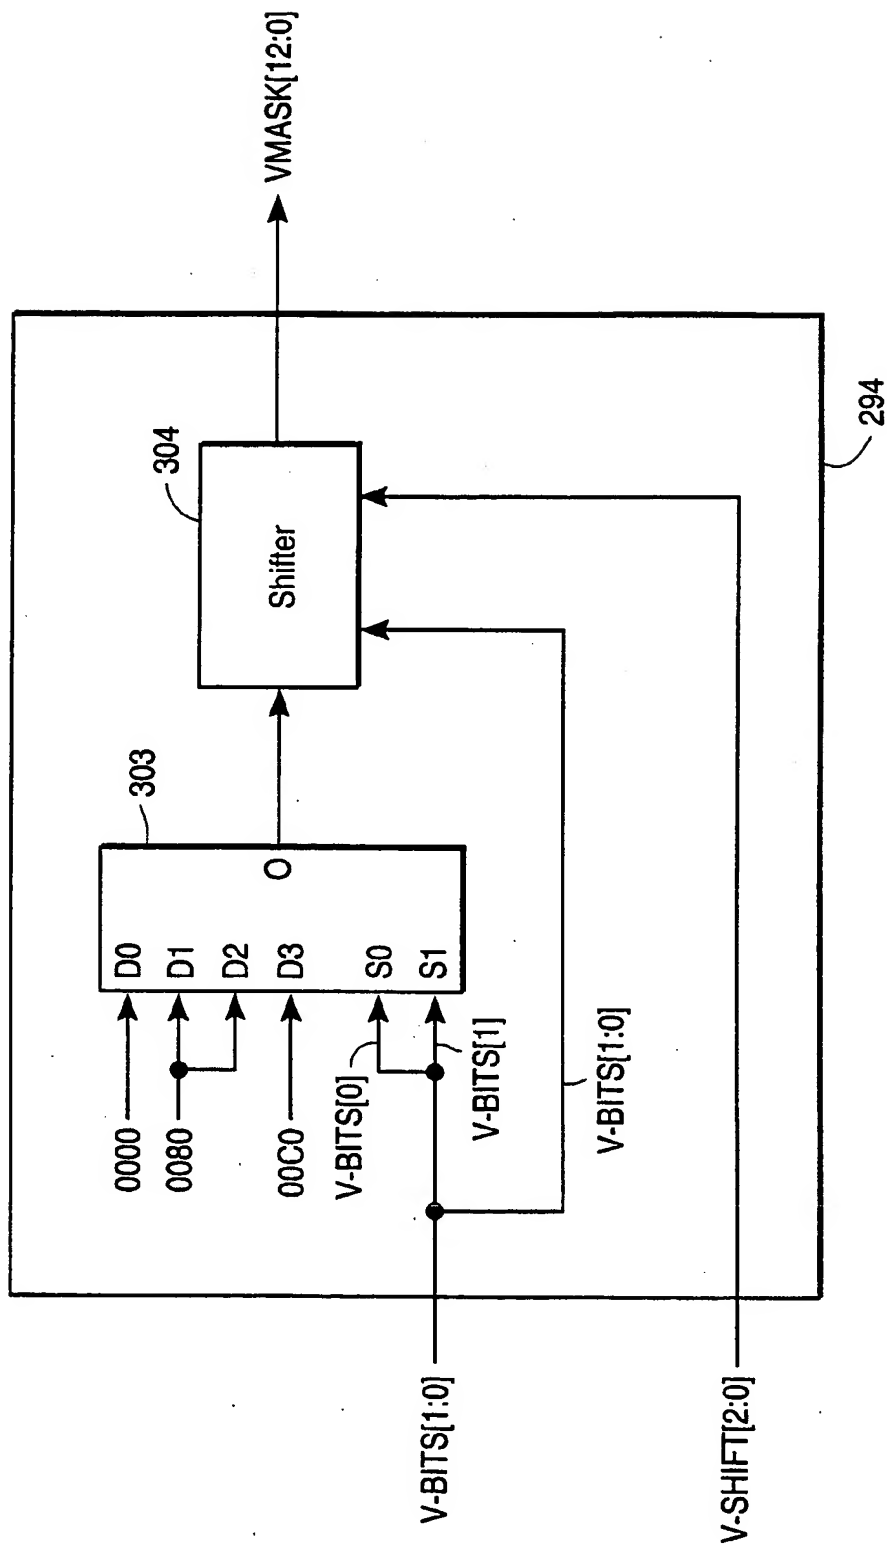 VMASK[12:0]
294
304
Shifter
303
O
D0
D1
D2
D3
S0
S1
0000
0080
00C0
V-BITS[0]
V-BITS[1]
V-BITS[1:0]
V-BITS[1:0]
V-SHIFT[2:0]